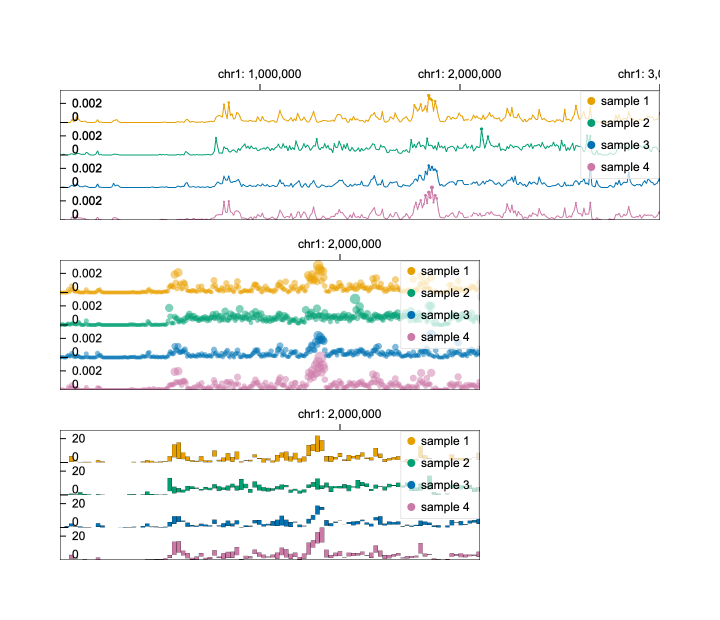 chr1: 1,000,000 chr1: 2,000,000 chr1: 3,0
0.002 sample 1
0
sample 2
0.002
0 sample 3
0.002
0 sample 4
0.002
0
chr1: 2,000,000
0.002 sample 1
0
sample 2
0.002
0 sample 3
0.002
0 sample 4
0.002
0
chr1: 2,000,000
20 sample 1
0
sample 2
20
0 sample 3
20
0 sample 4
20
0